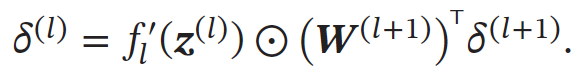 δ^{(l)} = f_l'(z^{(l)}) ⊙ (W^{(l+1)})^⊤ δ^{(l+1)}.